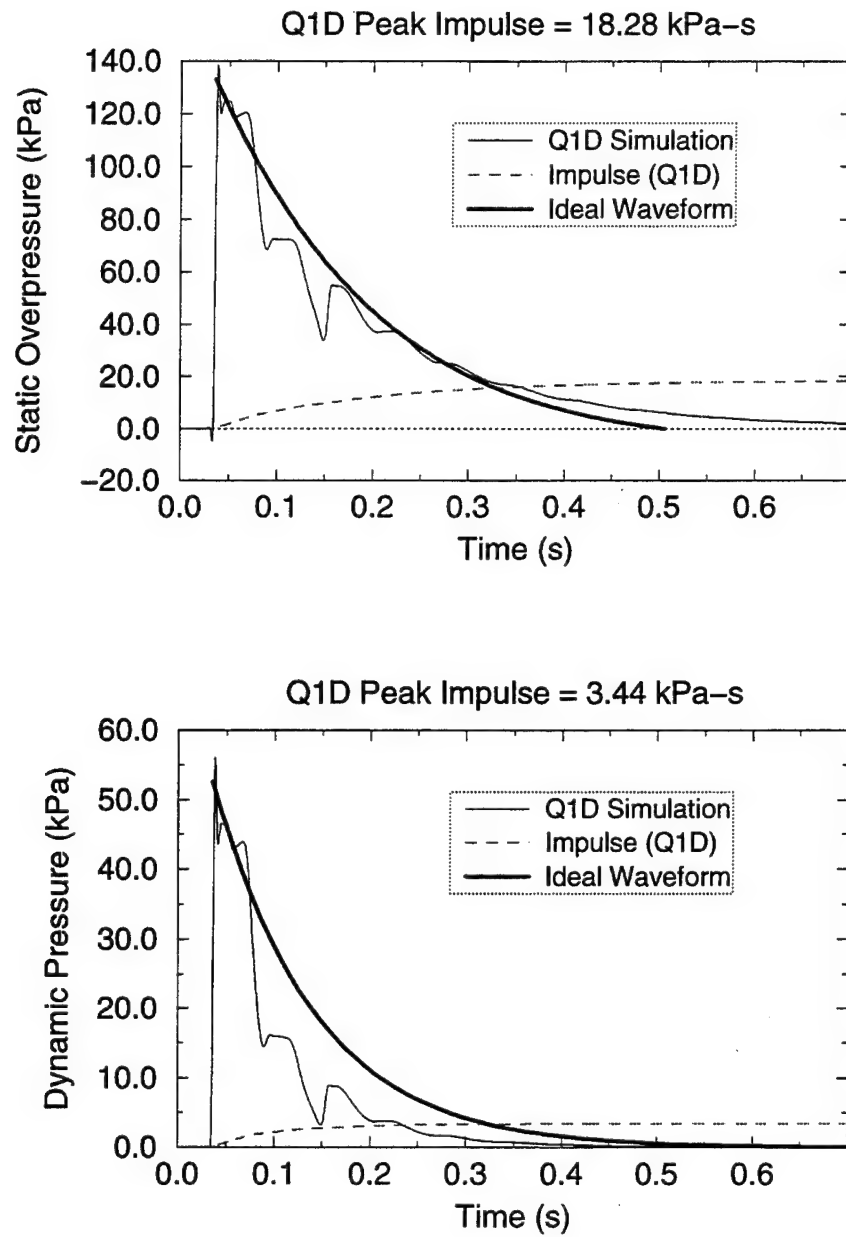 Q1D Peak Impulse = 18.28 kPa–s
140.0
120.0
100.0
80.0
60.0
40.0
20.0
0.0
–20.0
Static Overpressure (kPa)
Q1D Simulation
Impulse (Q1D)
Ideal Waveform
0.0 0.1 0.2 0.3 0.4 0.5 0.6
Time (s)
Q1D Peak Impulse = 3.44 kPa–s
60.0
50.0
40.0
30.0
20.0
10.0
0.0
Dynamic Pressure (kPa)
Q1D Simulation
Impulse (Q1D)
Ideal Waveform
0.0 0.1 0.2 0.3 0.4 0.5 0.6
Time (s)